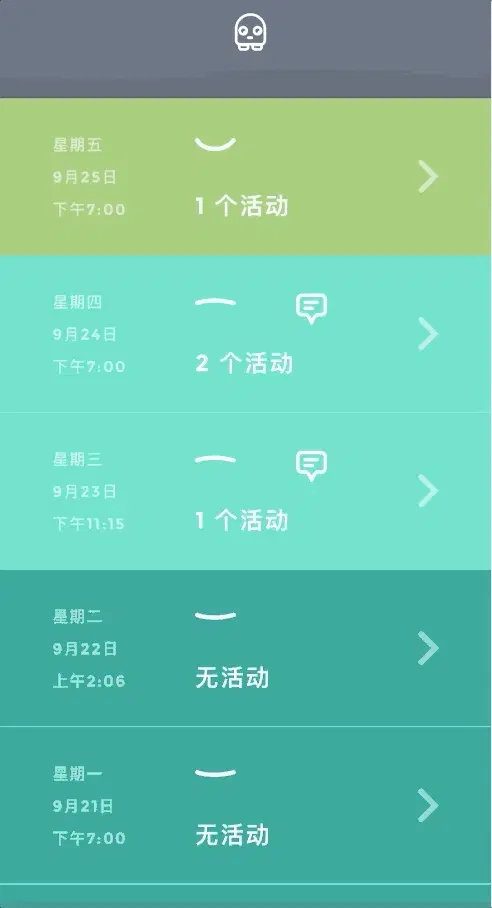 星期五
9月25日
下午7:00
1 个活动
星期四
9月24日
下午7:00
2 个活动
星期三
9月23日
下午11:15
1 个活动
星期二
9月22日
上午2:06
无活动
星期一
9月21日
下午7:00
无活动